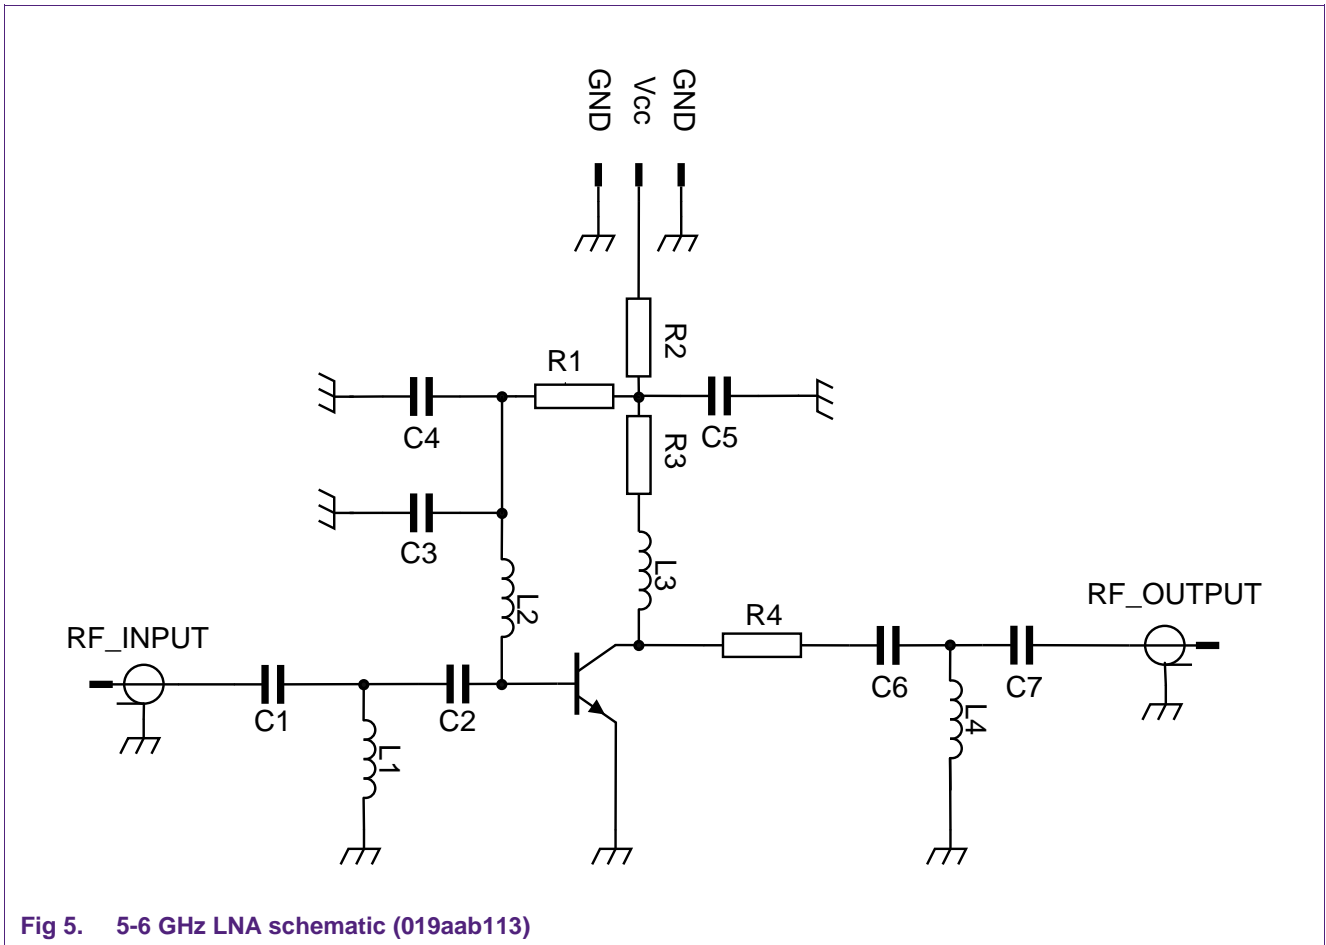 GND
Vcc
GND
R2
R1
C4
R3
C5
C3
L3
L2
R4
RF_OUTPUT
RF_INPUT
C1
C2
C6
C7
L1
L4
Fig 5. 5-6 GHz LNA schematic (019aab113)